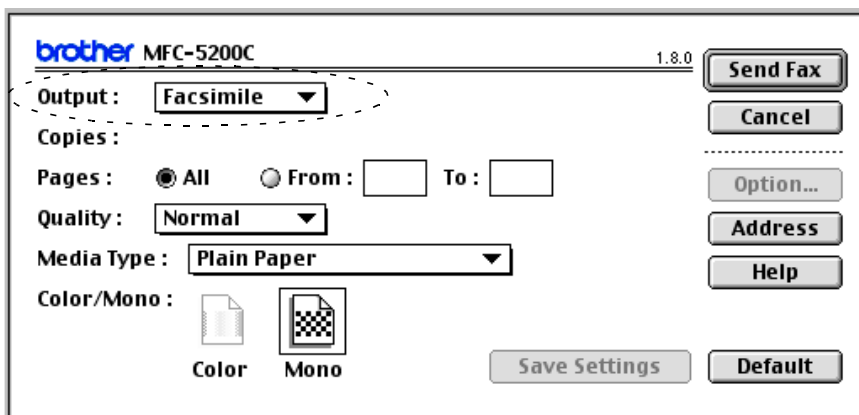 brother MFC-5200C 1.8.0
Send Fax
Output : Facsimile
Cancel
Copies :
Pages : All From : To :
Option...
Quality : Normal
Address
Media Type : Plain Paper
Help
Color/Mono :
Color Mono
Save Settings Default